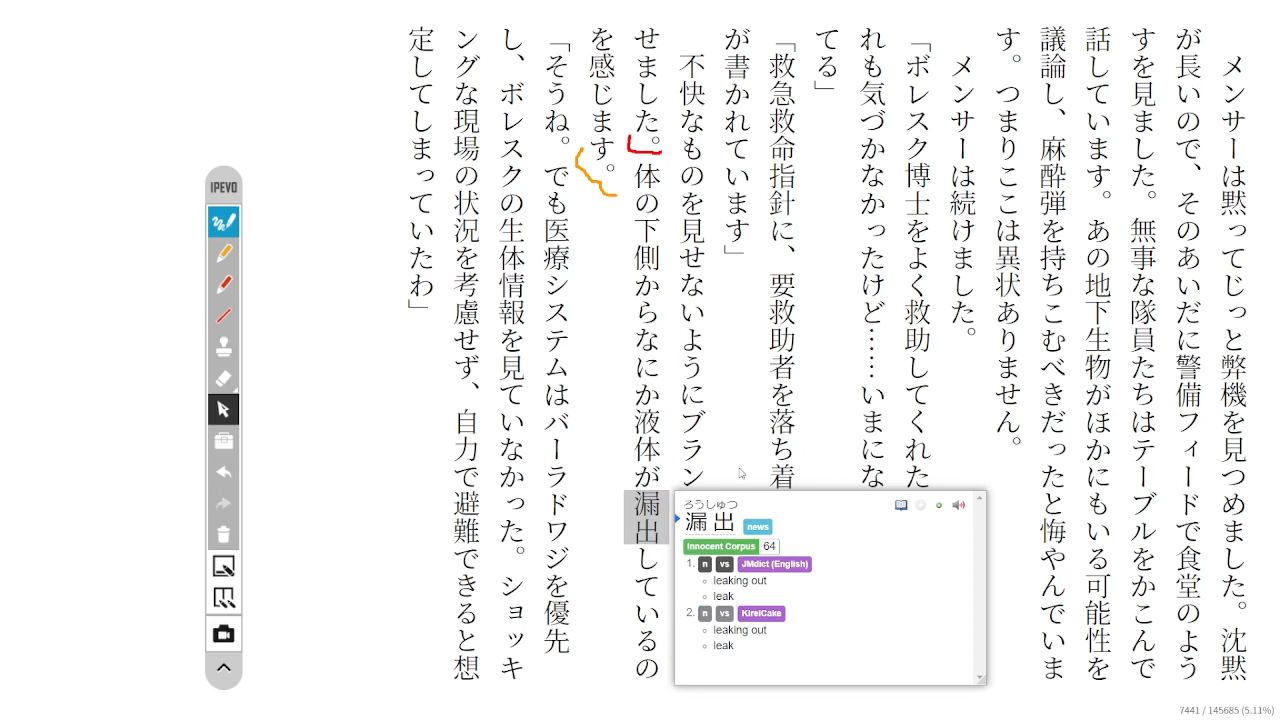 メンサーは黙ってじっと弊機を見つめました。沈黙
が長いので、そのあいだに警備フィードで食堂のよう
すを見ました。無事な隊員たちはテーブルをかこんで
話しています。あの地下生物がほかにもいる可能性を
議論し、麻酔弾を持ちこむべきだったと悔やんでいま
す。つまりここは異状ありません。
メンサーは続けました。
「ボレスク博士をよく救助してくれた
れも気づかなかったけど……いまにな
てる」
「救急救命指針に、要救助者を落ち着
が書かれています」
不快なものを見せないようにブラン
せました。体の下側からなにか液体が漏出しているの
を感じます。
「そうね。でも医療システムはバーラドワジを優先
し、ボレスクの生体情報を見ていなかった。ショッキ
ングな現場の状況を考慮せず、自力で避難できると想
定してしまっていたわ」
ろうしゅつ
漏出 news
Innocent Corpus 64
1. n vs JMdict (English)
leaking out
leak
2. n vs KireiCake
leaking out
leak
IPEVO
7441 / 145685 (5.11%)